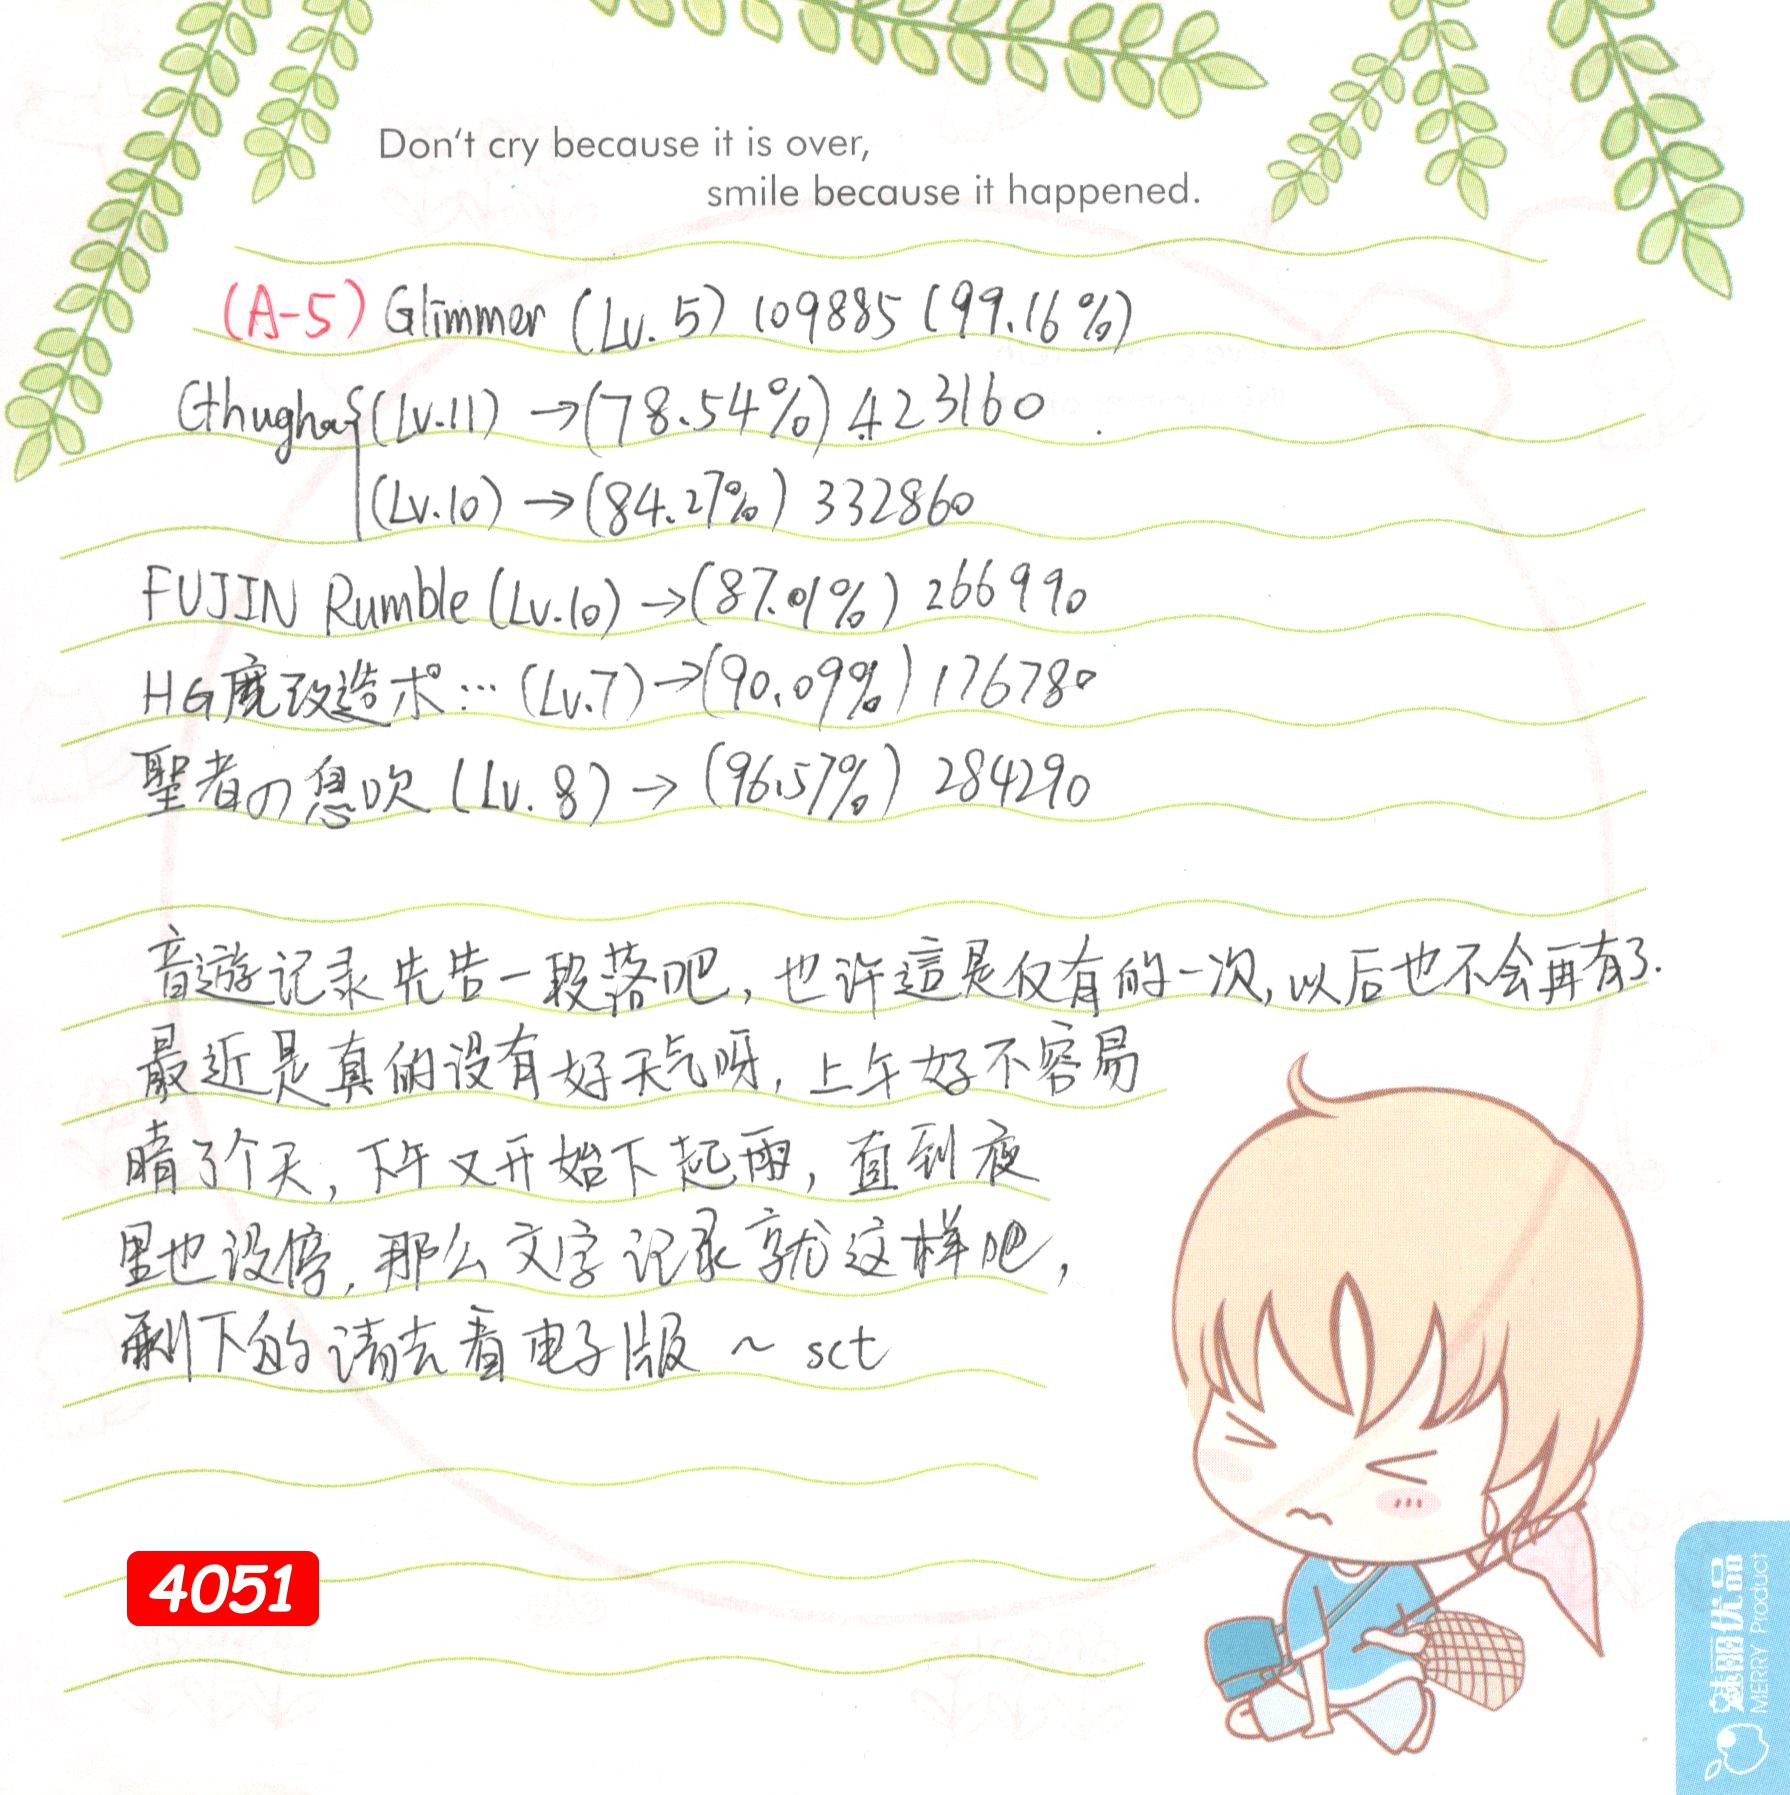 Don't cry because it is over,
smile because it happened.
(A-5) Glimmer (Lv. 5) 109885 (99.16%)
Cthugha{(Lv.11) →(78.54%) 423160
(Lv.10) →(84.27%) 332860
FUJIN Rumble (Lv.10) →(87.01%) 266990
HG魔改造ポ… (Lv.7)→(90.09%) 176780
聖者の息吹 (Lv. 8) → (96.57%) 284290
音遊记录先告一段落吧, 也许這是仅有的一次, 以后也不会再有了.
最近是真的没有好天气呀, 上午好不容易
晴了个天, 下午又开始下起雨, 直到夜
里也没停, 那么文字记录就这样吧,
剩下的请去看电子版 ~ sct
4051
魅丽优品
MERRY Product